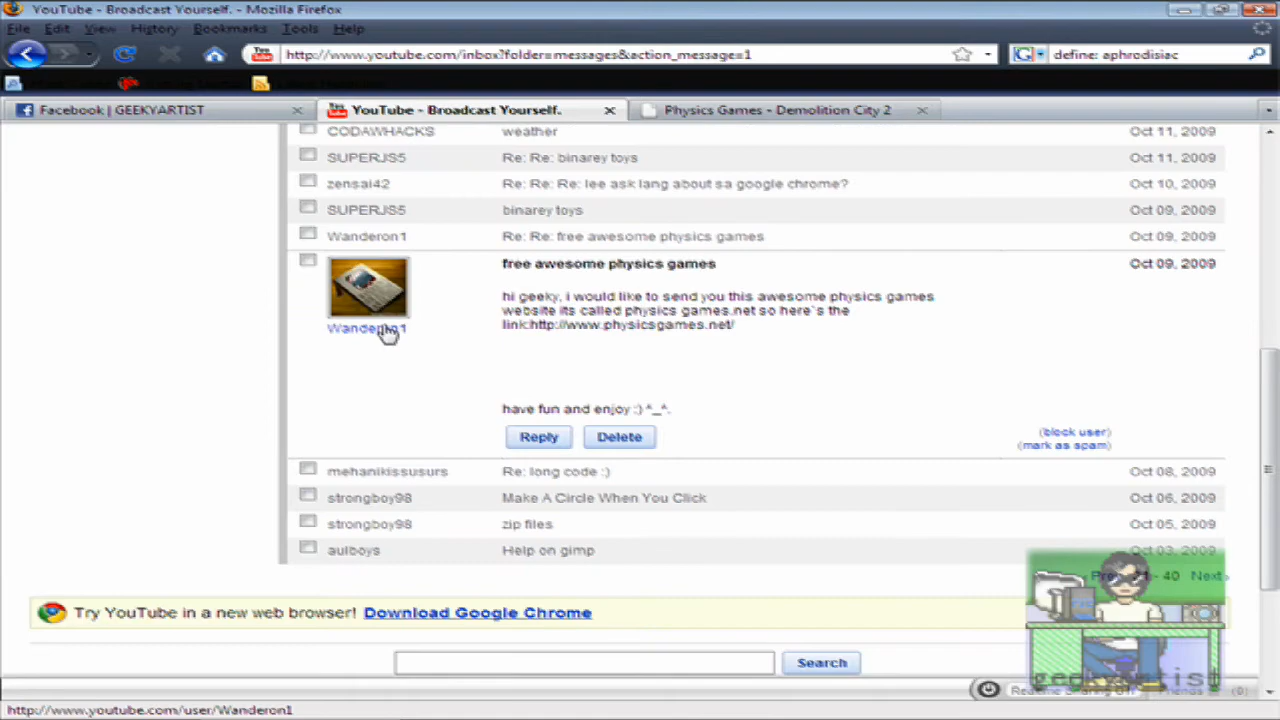 YouTube - Broadcast Yourself. - Mozilla Firefox
File Edit View History Bookmarks Tools Help
http://www.youtube.com/inbox?folder=messages&action_message=1
define: aphrodisiac
Facebook | GEEKYARTIST
YouTube - Broadcast Yourself.
Physics Games - Demolition City 2
CODAWHACKS weather Oct 11, 2009
SUPERJS5 Re: Re: binarey toys Oct 11, 2009
zensai42 Re: Re: Re: lee ask lang about sa google chrome? Oct 10, 2009
SUPERJS5 binarey toys Oct 09, 2009
Wanderon1 Re: Re: free awesome physics games Oct 09, 2009
free awesome physics games Oct 09, 2009
hi geeky, i would like to send you this awesome physics games
website its called physics games.net so here's the
link:http://www.physicsgames.net/
Wanderon1
have fun and enjoy :) ^_^.
Reply Delete
(block user)
(mark as spam)
mehanikissusurs Re: long code :) Oct 08, 2009
strongboy98 Make A Circle When You Click Oct 06, 2009
strongboy98 zip files Oct 05, 2009
aulboys Help on gimp Oct 03, 2009
40 Next
Try YouTube in a new web browser! Download Google Chrome
Search
geekyartist
http://www.youtube.com/user/Wanderon1